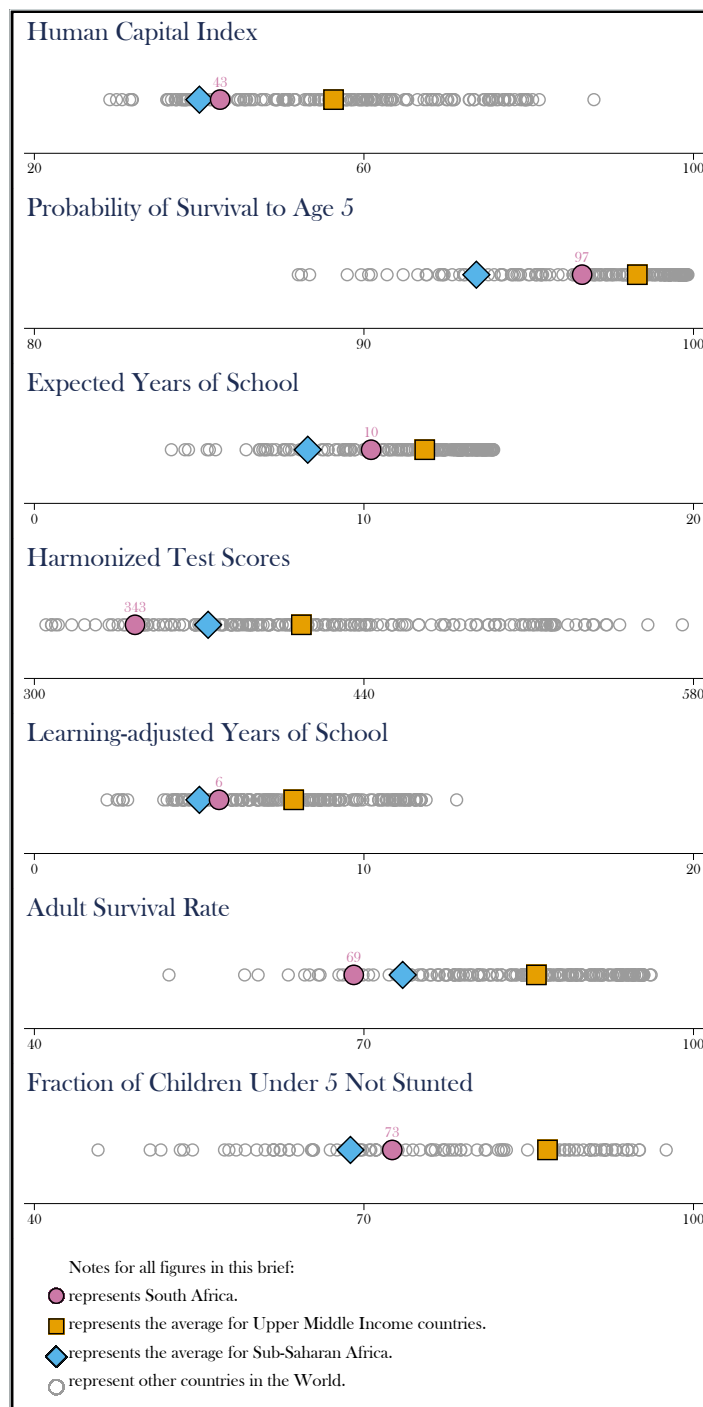 Human Capital Index
43
20 60 100
Probability of Survival to Age 5
97
80 90 100
Expected Years of School
10
0 10 20
Harmonized Test Scores
343
300 440 580
Learning-adjusted Years of School
6
0 10 20
Adult Survival Rate
69
40 70 100
Fraction of Children Under 5 Not Stunted
73
40 70 100
Notes for all figures in this brief:
represents South Africa.
represents the average for Upper Middle Income countries.
represents the average for Sub-Saharan Africa.
represent other countries in the World.